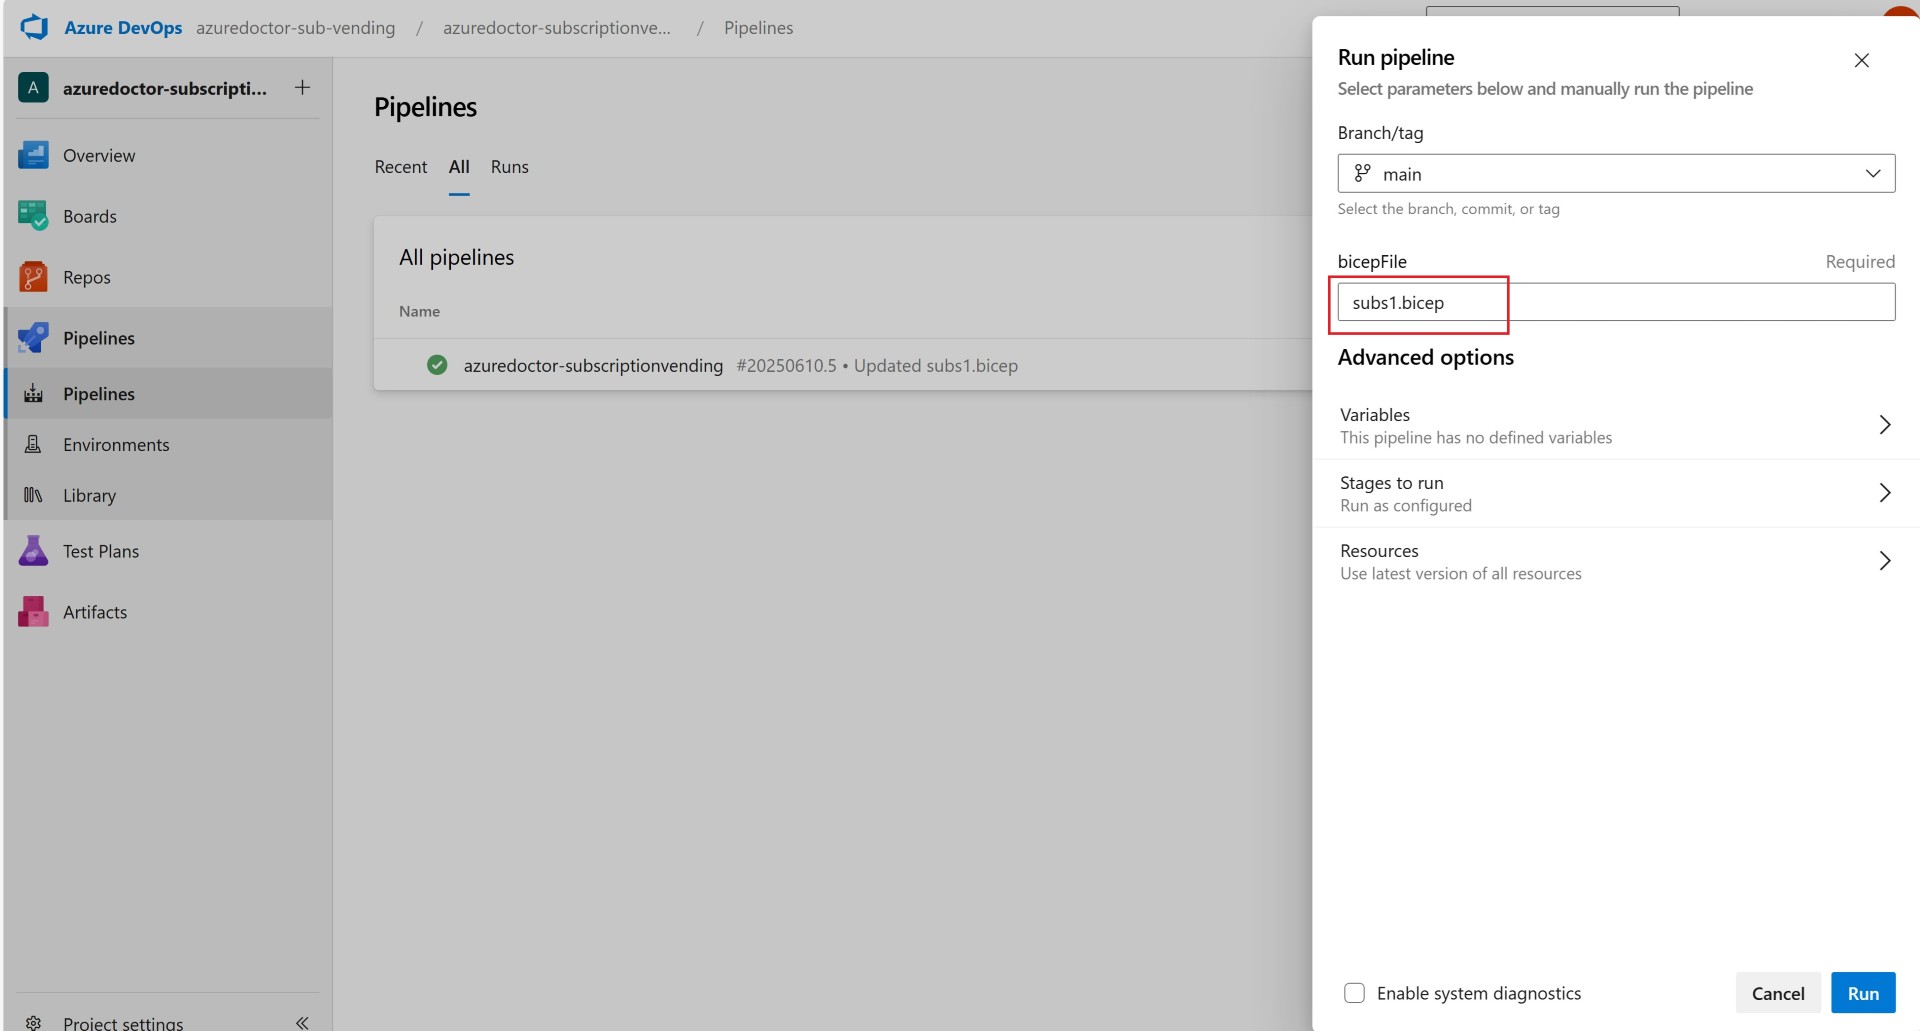 Azure DevOps azuredoctor-sub-vending / azuredoctor-subscriptionve... / Pipelines
A azuredoctor-subscripti... +
Overview
Boards
Repos
Pipelines
Pipelines
Environments
Library
Test Plans
Artifacts
Project settings
Pipelines
Recent All Runs
All pipelines
Name
azuredoctor-subscriptionvending #20250610.5 • Updated subs1.bicep
Run pipeline
Select parameters below and manually run the pipeline
Branch/tag
main
Select the branch, commit, or tag
bicepFile Required
subs1.bicep
Advanced options
Variables
This pipeline has no defined variables
Stages to run
Run as configured
Resources
Use latest version of all resources
Enable system diagnostics Cancel Run